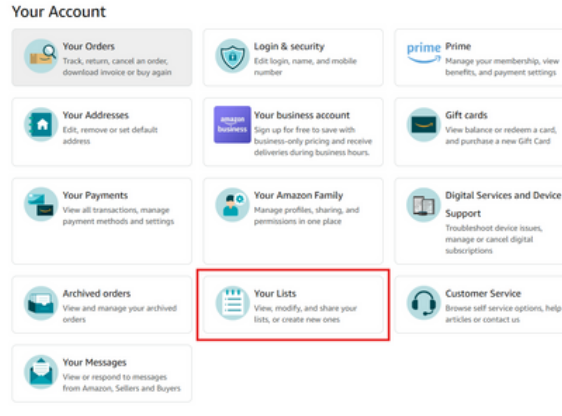 Your Account
Your Orders
Track, return, cancel an order,
download invoice or buy again
Login & security
Edit login, name, and mobile
number
prime
Prime
Manage your membership, view
benefits, and payment settings
Your Addresses
Edit, remove or set default
address
amazon
business
Your business account
Sign up for free to save with
business-only pricing and receive
deliveries during business hours.
Gift cards
View balance or redeem a card,
and purchase a new Gift Card
Your Payments
View all transactions, manage
payment methods and settings
Your Amazon Family
Manage profiles, sharing, and
permissions in one place
Digital Services and Device
Support
Troubleshoot device issues,
manage or cancel digital
subscriptions
Archived orders
View and manage your archived
orders
Your Lists
View, modify, and share your
lists, or create new ones
Customer Service
Browse self service options, help
articles or contact us
Your Messages
View or respond to messages
from Amazon, Sellers and Buyers